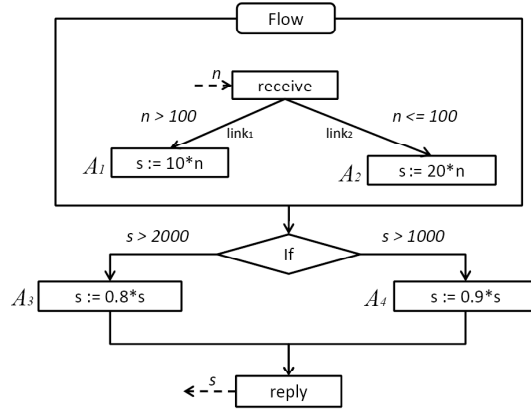 Flow
n
receive
n > 100
n <= 100
link1
link2
A1
s := 10*n
A2
s := 20*n
s > 2000
If
s > 1000
A3
s := 0.8*s
A4
s := 0.9*s
s
reply